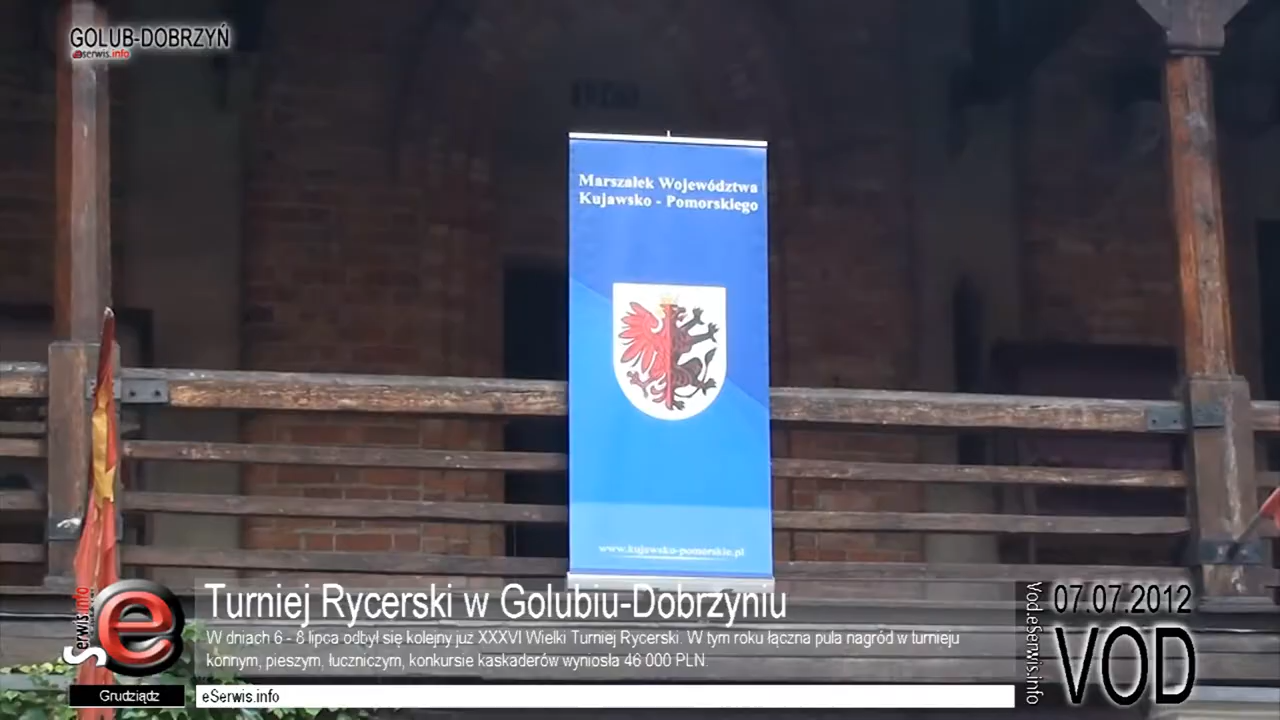 GOLUB-DOBRZYŃ
eserwis.info
Marszałek Województwa
Kujawsko - Pomorskiego
www.kujawsko-pomorskie.pl
Turniej Rycerski w Golubiu-Dobrzyniu
W dniach 6 - 8 lipca odbył się kolejny już XXXVI Wielki Turniej Rycerski. W tym roku łączna pula nagród w turnieju
konnym, pieszym, łuczniczym, konkursie kaskaderów wyniosła 46 000 PLN.
eSerwis.info
Grudziądz
eSerwis.info
Vod.eSerwis.info
07.07.2012
VOD